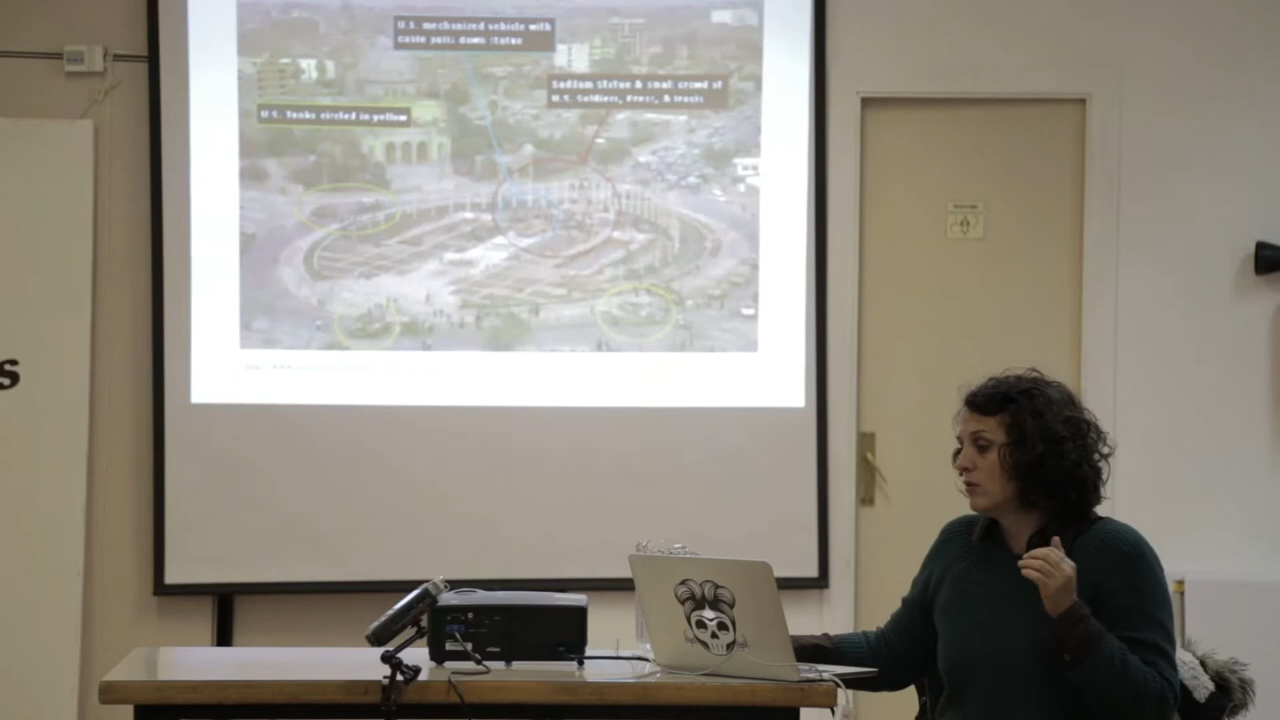 U.S. mechanized vehicle with
cable pulls down statue
Saddam Statue & small crowd of
U.S. Soldiers, Press, & Iraqis
U.S. Tanks circled in yellow
s